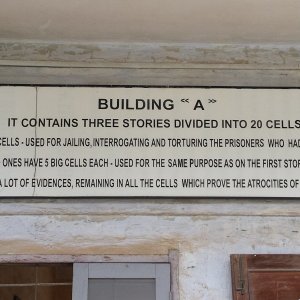 BUILDING “ A ”
IT CONTAINS THREE STORIES DIVIDED INTO 20 CELLS
CELLS - USED FOR JAILING, INTERROGATING AND TORTURING THE PRISONERS WHO HAD
ONES HAVE 5 BIG CELLS EACH - USED FOR THE SAME PURPOSE AS ON THE FIRST STOR
A LOT OF EVIDENCES, REMAINING IN ALL THE CELLS WHICH PROVE THE ATROCITIES OF